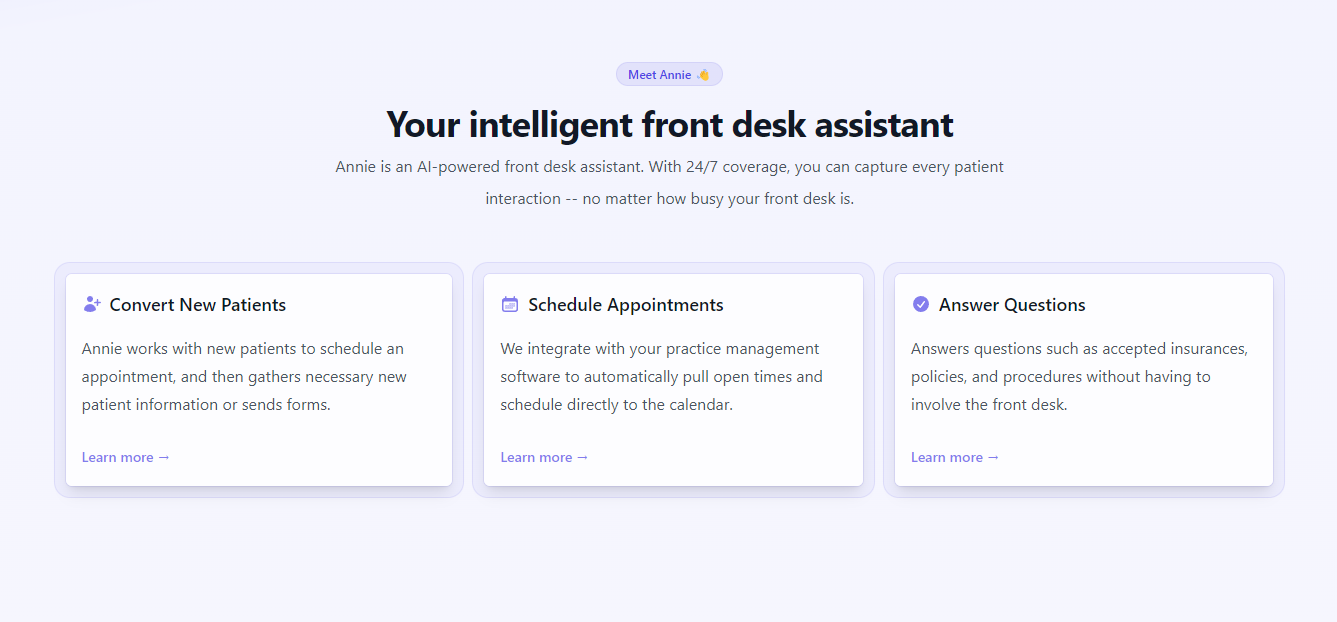 Meet Annie 👋
Your intelligent front desk assistant
Annie is an AI-powered front desk assistant. With 24/7 coverage, you can capture every patient
interaction -- no matter how busy your front desk is.
Convert New Patients
Annie works with new patients to schedule an
appointment, and then gathers necessary new
patient information or sends forms.
Learn more →
Schedule Appointments
We integrate with your practice management
software to automatically pull open times and
schedule directly to the calendar.
Learn more →
Answer Questions
Answers questions such as accepted insurances,
policies, and procedures without having to
involve the front desk.
Learn more →